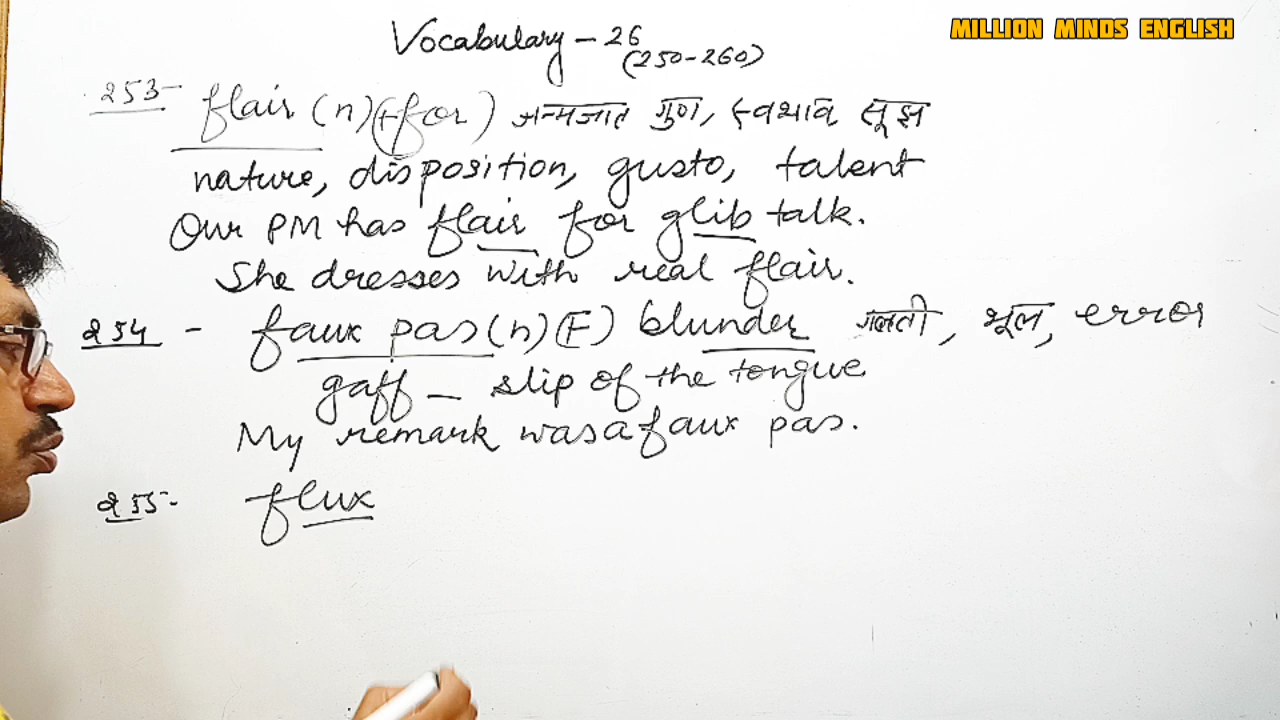 MILLION MINDS ENGLISH
Vocabulary - 26
(250-260)
253- flair (n)(+for) जन्मजात गुण, स्वभाव सूझ
nature, disposition, gusto, talent
Our PM has flair for glib talk.
She dresses with real flair.
254 - faux pas (n)(F) blunder गलती, भूल, error
gaff - slip of the tongue
My remark was a faux pas.
255- flux